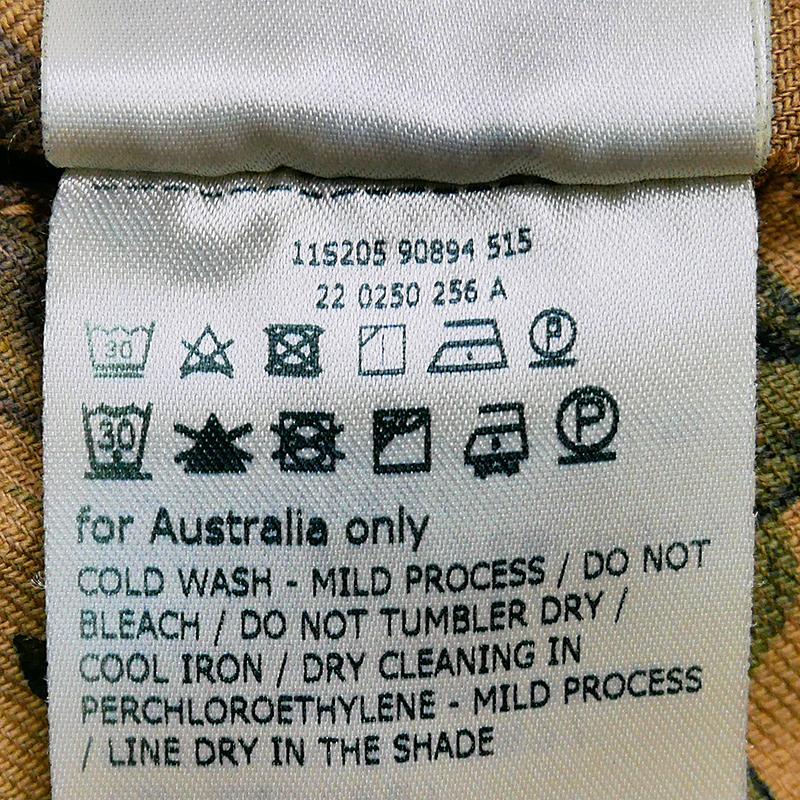 11S205 90894 515
22 0250 256 A
30 P
30 P
for Australia only
COLD WASH - MILD PROCESS / DO NOT
BLEACH / DO NOT TUMBLER DRY /
COOL IRON / DRY CLEANING IN
PERCHLOROETHYLENE - MILD PROCESS
/ LINE DRY IN THE SHADE